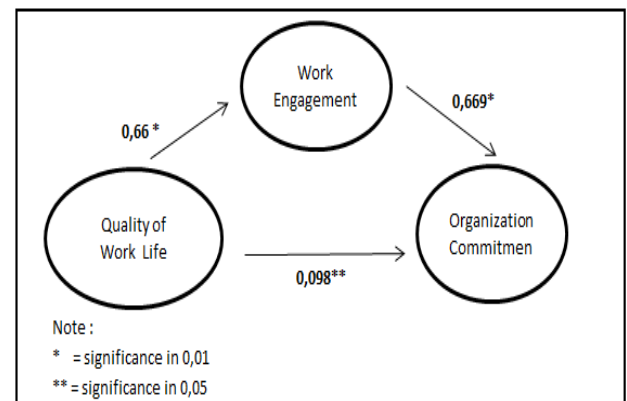 Work
Engagement
0,66 *
0,669*
Quality of
Work Life
Organization
Commitmen
0,098**
Note :
* = significance in 0,01
** = significance in 0,05